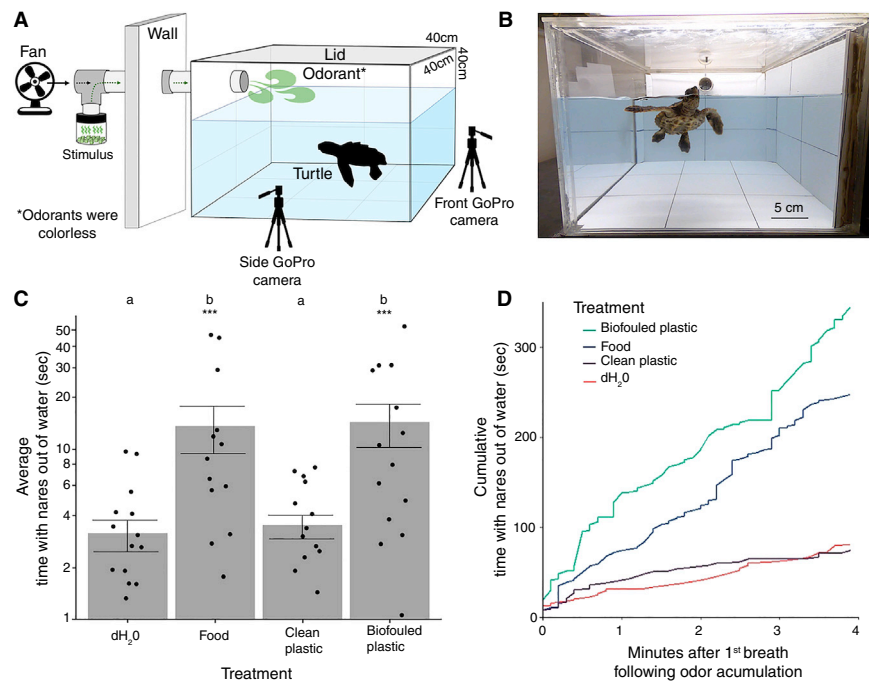 A
Fan
Wall
Lid
40cm
40cm
40cm
Odorant*
Stimulus
Turtle
*Odorants were
colorless
Front GoPro
camera
Side GoPro
camera
B
5 cm
C
a
b
a
b
***
***
Average
time with nares out of water (sec)
50
40
30
20
10
8
6
4
2
1
dH20
Food
Clean
plastic
Biofouled
plastic
Treatment
D
Treatment
Biofouled plastic
Food
Clean plastic
dH20
Cumulative
time with nares out of water (sec)
300
200
100
0
0
1
2
3
4
Minutes after 1st breath
following odor acumulation